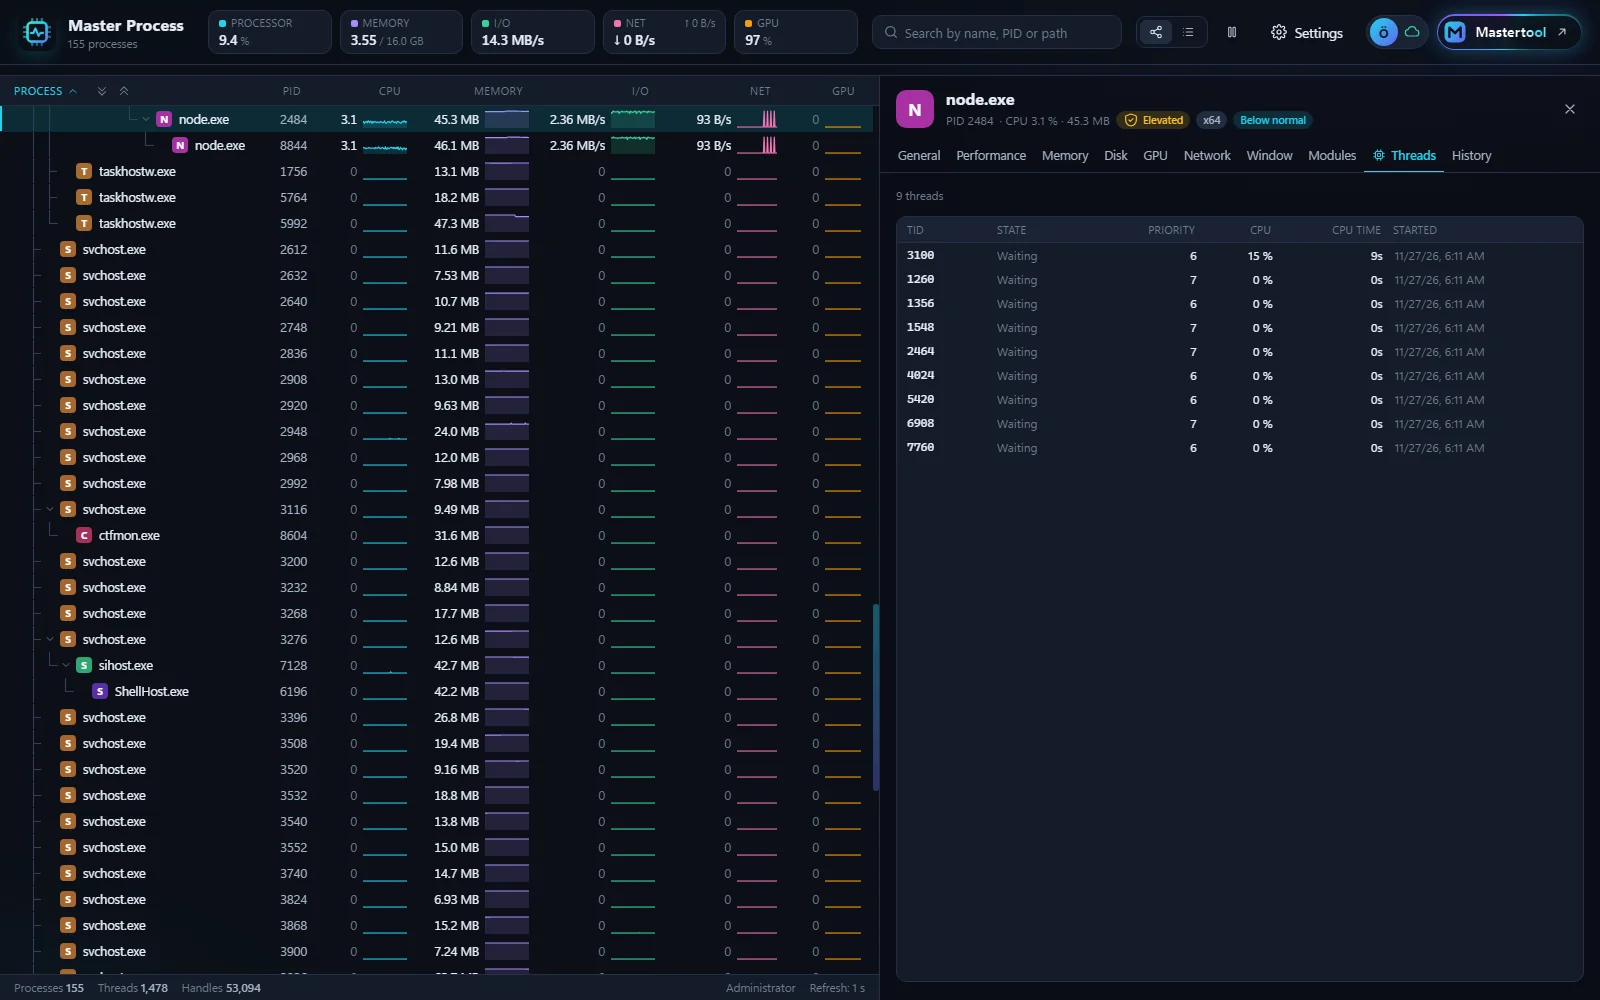 Master Process
155 processes
PROCESSOR
9.4 %
MEMORY
3.55 / 16.0 GB
I/O
14.3 MB/s
NET ↑ 0 B/s
↓ 0 B/s
GPU
97 %
Search by name, PID or path
Settings
ö
Mastertool ↗
PROCESS PID CPU MEMORY I/O NET GPU
N node.exe 2484 3.1 45.3 MB 2.36 MB/s 93 B/s 0
N node.exe 8844 3.1 46.1 MB 2.36 MB/s 93 B/s 0
T taskhostw.exe 1756 0 13.1 MB 0 0 0
T taskhostw.exe 5764 0 18.2 MB 0 0 0
T taskhostw.exe 5992 0 47.3 MB 0 0 0
S svchost.exe 2612 0 11.6 MB 0 0 0
S svchost.exe 2632 0 7.53 MB 0 0 0
S svchost.exe 2640 0 10.7 MB 0 0 0
S svchost.exe 2748 0 9.21 MB 0 0 0
S svchost.exe 2836 0 11.1 MB 0 0 0
S svchost.exe 2908 0 13.0 MB 0 0 0
S svchost.exe 2920 0 9.63 MB 0 0 0
S svchost.exe 2948 0 24.0 MB 0 0 0
S svchost.exe 2968 0 12.0 MB 0 0 0
S svchost.exe 2992 0 7.98 MB 0 0 0
S svchost.exe 3116 0 9.49 MB 0 0 0
C ctfmon.exe 8604 0 31.6 MB 0 0 0
S svchost.exe 3200 0 12.6 MB 0 0 0
S svchost.exe 3232 0 8.84 MB 0 0 0
S svchost.exe 3268 0 17.7 MB 0 0 0
S svchost.exe 3276 0 12.6 MB 0 0 0
S sihost.exe 7128 0 42.7 MB 0 0 0
S ShellHost.exe 6196 0 42.2 MB 0 0 0
S svchost.exe 3396 0 26.8 MB 0 0 0
S svchost.exe 3508 0 19.4 MB 0 0 0
S svchost.exe 3520 0 9.16 MB 0 0 0
S svchost.exe 3532 0 18.8 MB 0 0 0
S svchost.exe 3540 0 13.8 MB 0 0 0
S svchost.exe 3552 0 15.0 MB 0 0 0
S svchost.exe 3740 0 14.7 MB 0 0 0
S svchost.exe 3824 0 6.93 MB 0 0 0
S svchost.exe 3868 0 15.2 MB 0 0 0
S svchost.exe 3900 0 7.24 MB 0 0 0
Processes 155 Threads 1,478 Handles 53,094 Administrator Refresh: 1 s
N
node.exe
PID 2484 · CPU 3.1 % · 45.3 MB Elevated x64 Below normal
General Performance Memory Disk GPU Network Window Modules Threads History
9 threads
TID STATE PRIORITY CPU CPU TIME STARTED
3100 Waiting 6 15 % 9s 11/27/26, 6:11 AM
1260 Waiting 7 0 % 0s 11/27/26, 6:11 AM
1356 Waiting 6 0 % 0s 11/27/26, 6:11 AM
1548 Waiting 7 0 % 0s 11/27/26, 6:11 AM
2464 Waiting 7 0 % 0s 11/27/26, 6:11 AM
4024 Waiting 6 0 % 0s 11/27/26, 6:11 AM
5420 Waiting 6 0 % 0s 11/27/26, 6:11 AM
6908 Waiting 7 0 % 0s 11/27/26, 6:11 AM
7760 Waiting 6 0 % 0s 11/27/26, 6:11 AM